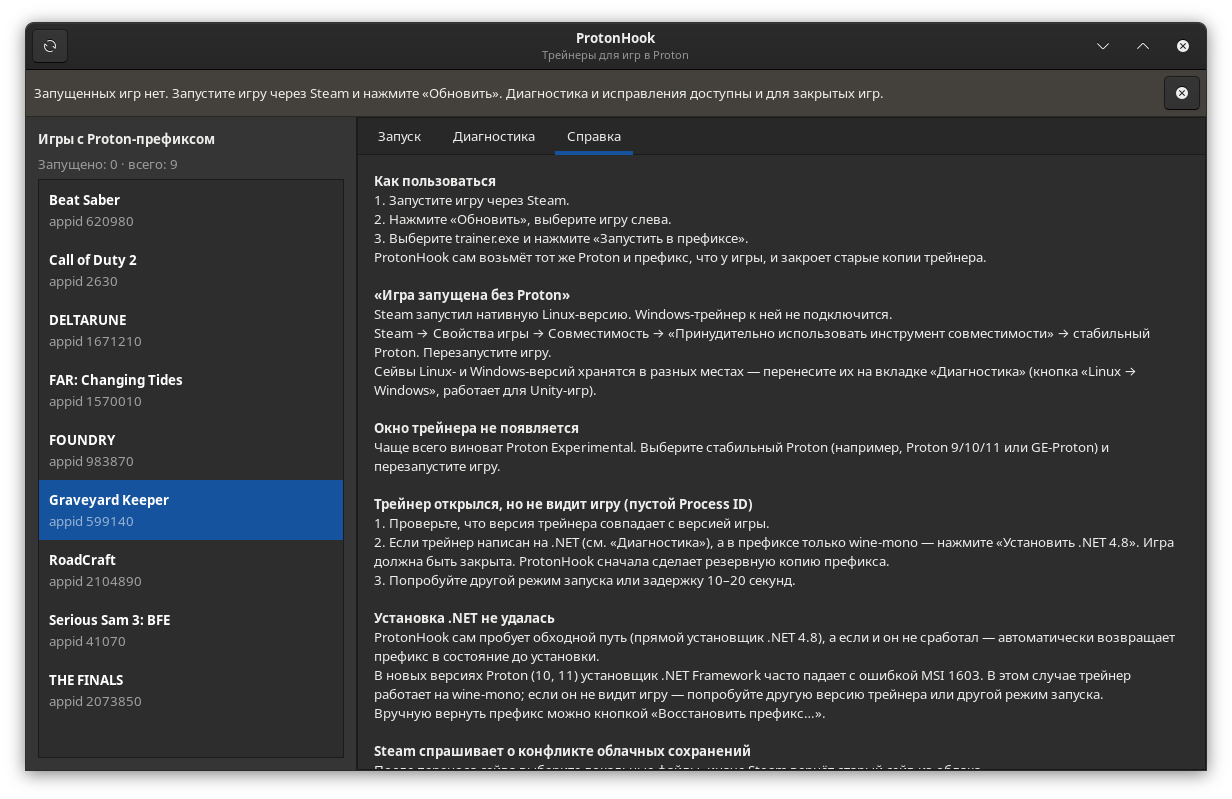 ProtonHook
Трейнеры для игр в Proton
Запущенных игр нет. Запустите игру через Steam и нажмите «Обновить». Диагностика и исправления доступны и для закрытых игр.
Игры с Proton-префиксом
Запущено: 0 · всего: 9
Beat Saber
appid 620980
Call of Duty 2
appid 2630
DELTARUNE
appid 1671210
FAR: Changing Tides
appid 1570010
FOUNDRY
appid 983870
Graveyard Keeper
appid 599140
RoadCraft
appid 2104890
Serious Sam 3: BFE
appid 41070
THE FINALS
appid 2073850
Запуск Диагностика Справка
Как пользоваться
1. Запустите игру через Steam.
2. Нажмите «Обновить», выберите игру слева.
3. Выберите trainer.exe и нажмите «Запустить в префиксе».
ProtonHook сам возьмёт тот же Proton и префикс, что у игры, и закроет старые копии трейнера.
«Игра запущена без Proton»
Steam запустил нативную Linux-версию. Windows-трейнер к ней не подключится.
Steam → Свойства игры → Совместимость → «Принудительно использовать инструмент совместимости» → стабильный
Proton. Перезапустите игру.
Сейвы Linux- и Windows-версий хранятся в разных местах — перенесите их на вкладке «Диагностика» (кнопка «Linux →
Windows», работает для Unity-игр).
Окно трейнера не появляется
Чаще всего виноват Proton Experimental. Выберите стабильный Proton (например, Proton 9/10/11 или GE-Proton) и
перезапустите игру.
Трейнер открылся, но не видит игру (пустой Process ID)
1. Проверьте, что версия трейнера совпадает с версией игры.
2. Если трейнер написан на .NET (см. «Диагностика»), а в префиксе только wine-mono — нажмите «Установить .NET 4.8». Игра
должна быть закрыта. ProtonHook сначала сделает резервную копию префикса.
3. Попробуйте другой режим запуска или задержку 10–20 секунд.
Установка .NET не удалась
ProtonHook сам пробует обходной путь (прямой установщик .NET 4.8), а если и он не сработал — автоматически возвращает
префикс в состояние до установки.
В новых версиях Proton (10, 11) установщик .NET Framework часто падает с ошибкой MSI 1603. В этом случае трейнер
работает на wine-mono; если он не видит игру — попробуйте другую версию трейнера или другой режим запуска.
Вручную вернуть префикс можно кнопкой «Восстановить префикс…».
Steam спрашивает о конфликте облачных сохранений